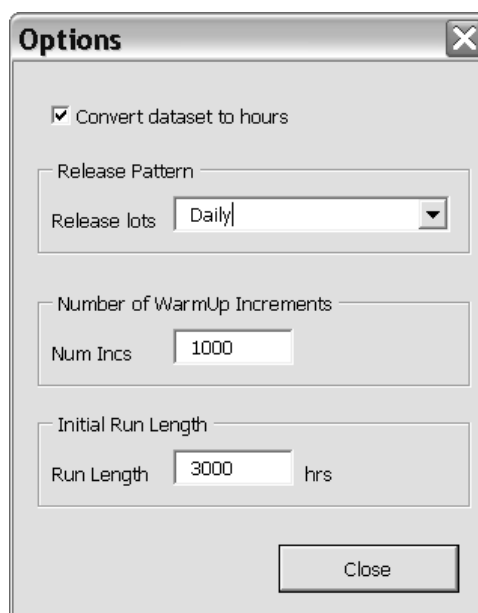 Options
Convert dataset to hours
Release Pattern
Release lots Daily
Number of WarmUp Increments
Num Incs 1000
Initial Run Length
Run Length 3000 hrs
Close